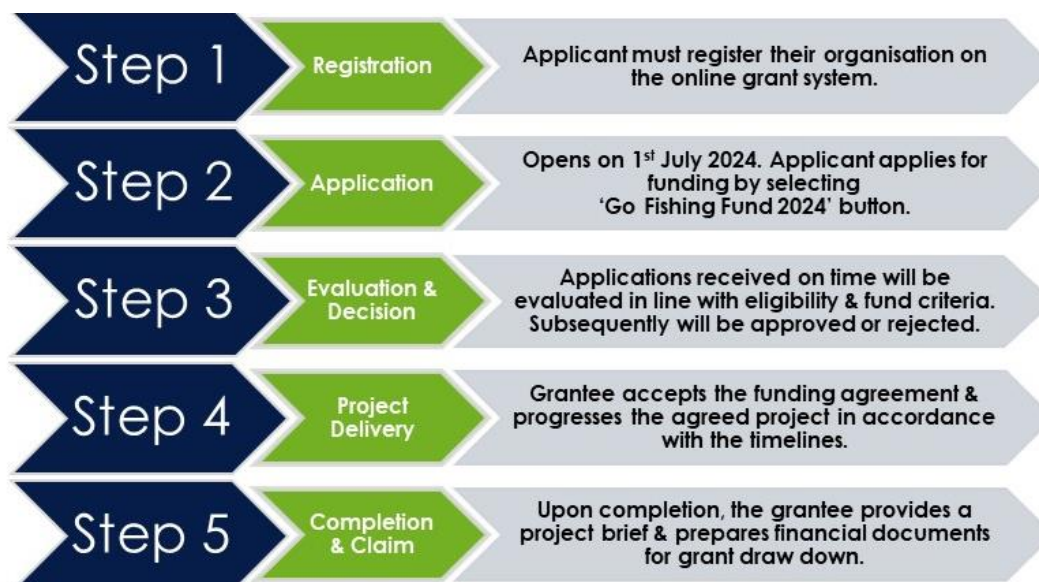 Step 1
Registration
Applicant must register their organisation on
the online grant system.
Step 2
Application
Opens on 1st July 2024. Applicant applies for
funding by selecting
‘Go Fishing Fund 2024’ button.
Step 3
Evaluation &
Decision
Applications received on time will be
evaluated in line with eligibility & fund criteria.
Subsequently will be approved or rejected.
Step 4
Project
Delivery
Grantee accepts the funding agreement &
progresses the agreed project in accordance
with the timelines.
Step 5
Completion
& Claim
Upon completion, the grantee provides a
project brief & prepares financial documents
for grant draw down.